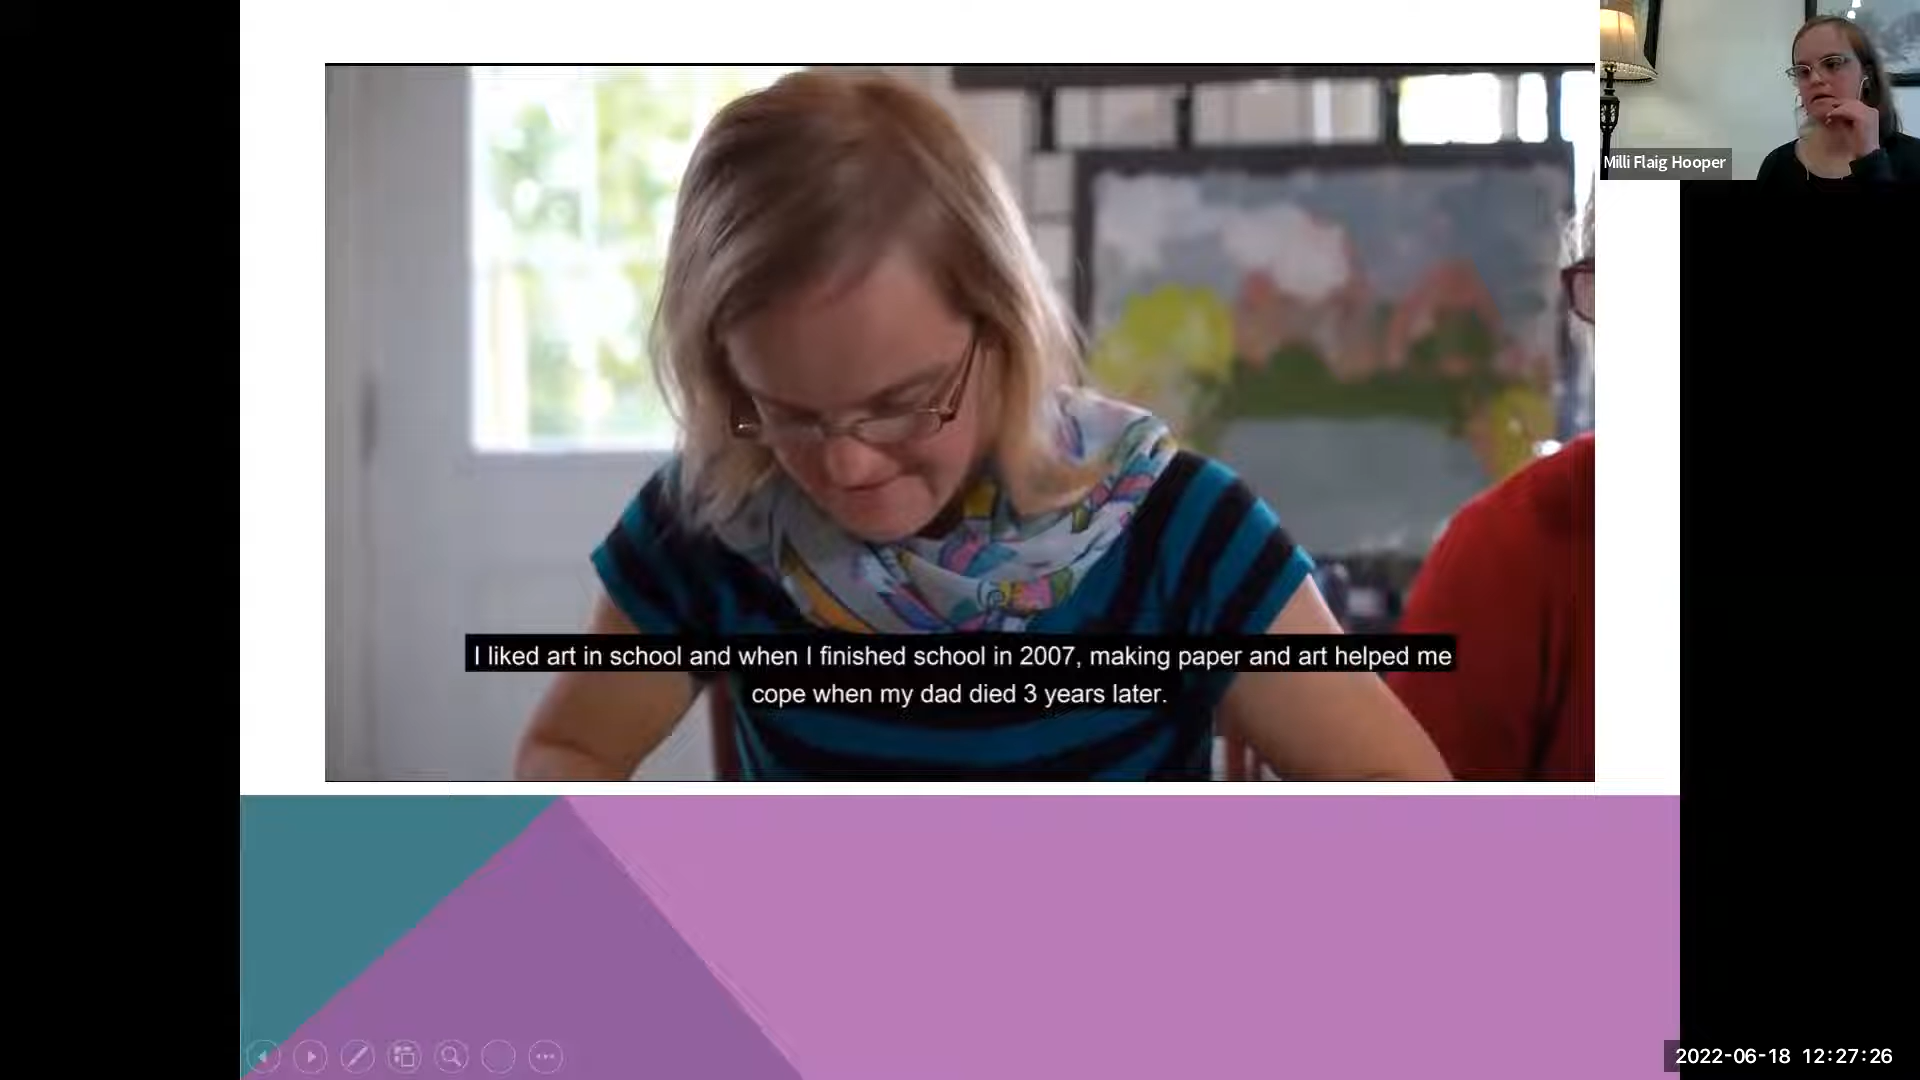 Milli Flaig Hooper
I liked art in school and when I finished school in 2007, making paper and art helped me
cope when my dad died 3 years later.
2022-06-18 12:27:26